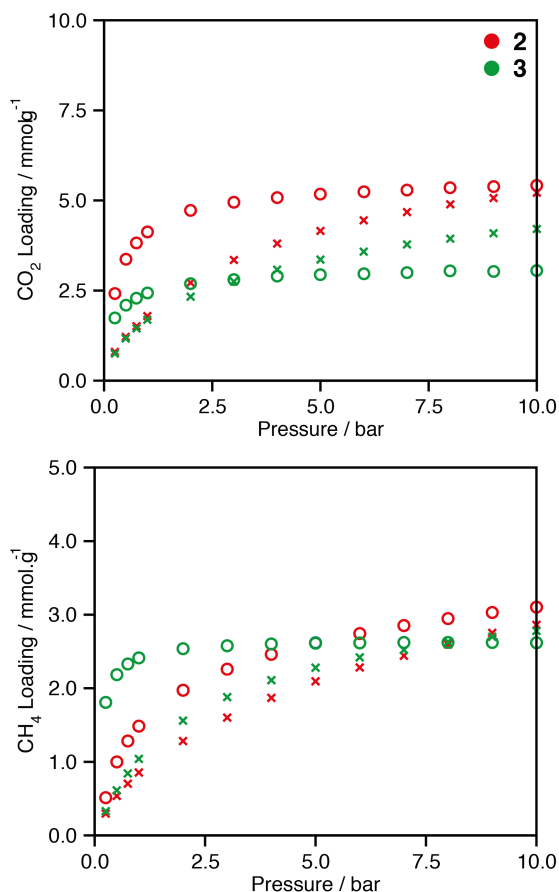 10.0
2
3
7.5
CO₂ Loading / mmolg⁻¹
5.0
2.5
0.0
0.0 2.5 5.0 7.5 10.0
Pressure / bar
5.0
4.0
3.0
CH₄ Loading / mmol.g⁻¹
2.0
1.0
0.0
0.0 2.5 5.0 7.5 10.0
Pressure / bar